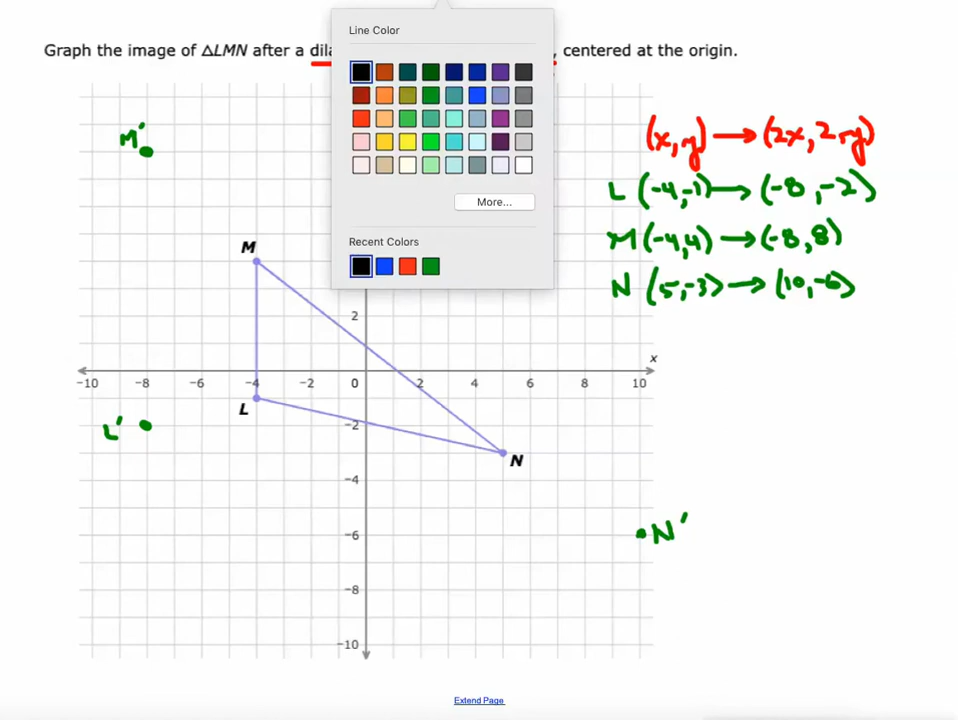 Line Color
Graph the image of △LMN after a dila
, centered at the origin.
More...
Recent Colors
(x,y) → (2x,2y)
L (-4,-1) → (-8,-2)
M (-4,4) → (-8,8)
N (5,-3) → (10,-6)
M'
M
2
x
-10 -8 -6 -4 -2 0 2 4 6 8 10
L
L'
-2
N
-4
N'
-6
-8
-10
Extend Page